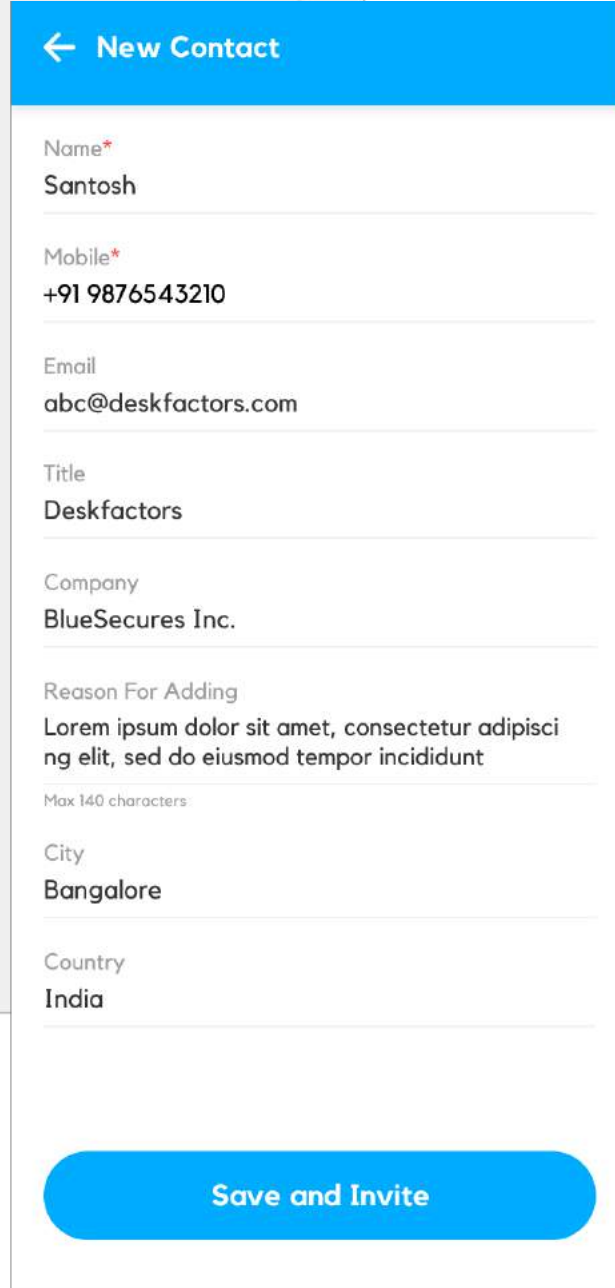 New Contact
Name*
Santosh
Mobile*
+91 9876543210
Email
abc@deskfactors.com
Title
Deskfactors
Company
BlueSecures Inc.
Reason For Adding
Lorem ipsum dolor sit amet, consectetur adipisci
ng elit, sed do eiusmod tempor incididunt
Max 140 characters
City
Bangalore
Country
India
Save and Invite